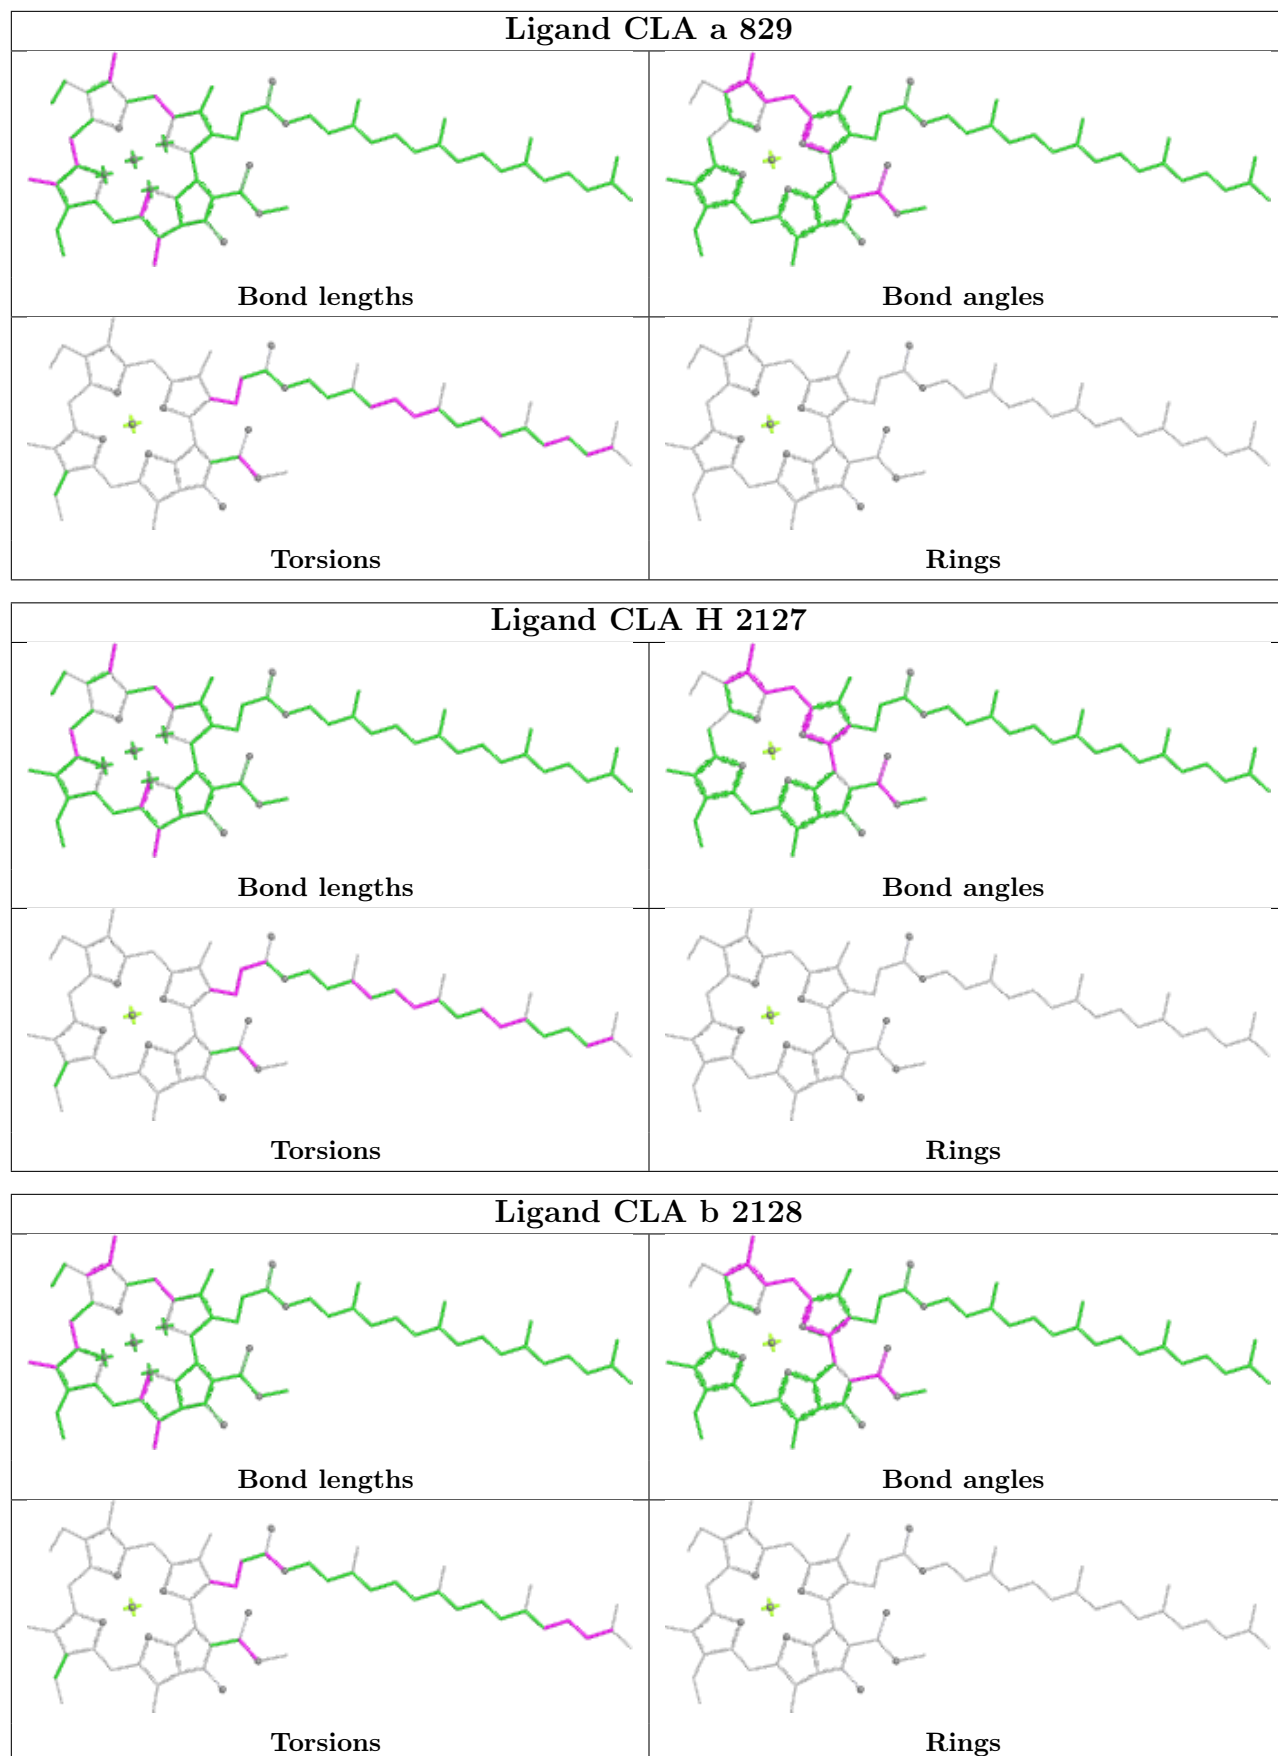 Ligand CLA a 829
Bond lengths
Bond angles
Torsions
Rings
Ligand CLA H 2127
Bond lengths
Bond angles
Torsions
Rings
Ligand CLA b 2128
Bond lengths
Bond angles
Torsions
Rings